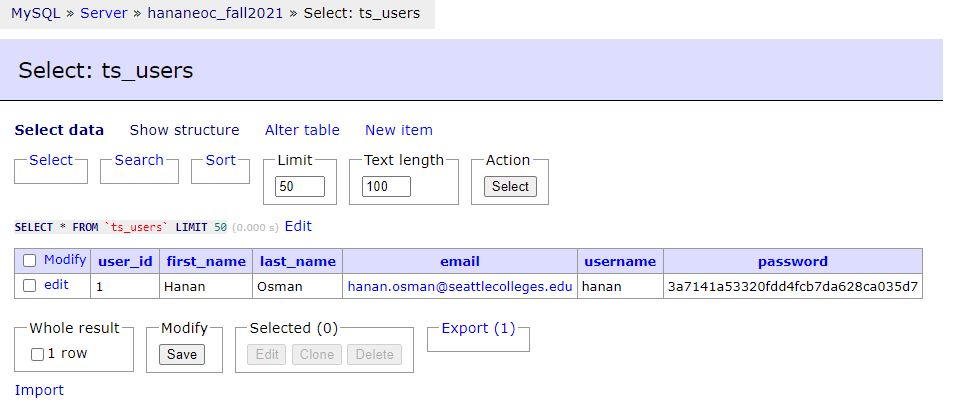 MySQL » Server » hananeoc_fall2021 » Select: ts_users
Select: ts_users
Select data Show structure Alter table New item
Select Search Sort Limit Text length Action
50 100 Select
SELECT * FROM `ts_users` LIMIT 50 (0.000 s) Edit
Modify user_id first_name last_name email username password
edit 1 Hanan Osman hanan.osman@seattlecolleges.edu hanan 3a7141a53320fdd4fcb7da628ca035d7
Whole result Modify Selected (0) Export (1)
1 row Save Edit Clone Delete
Import